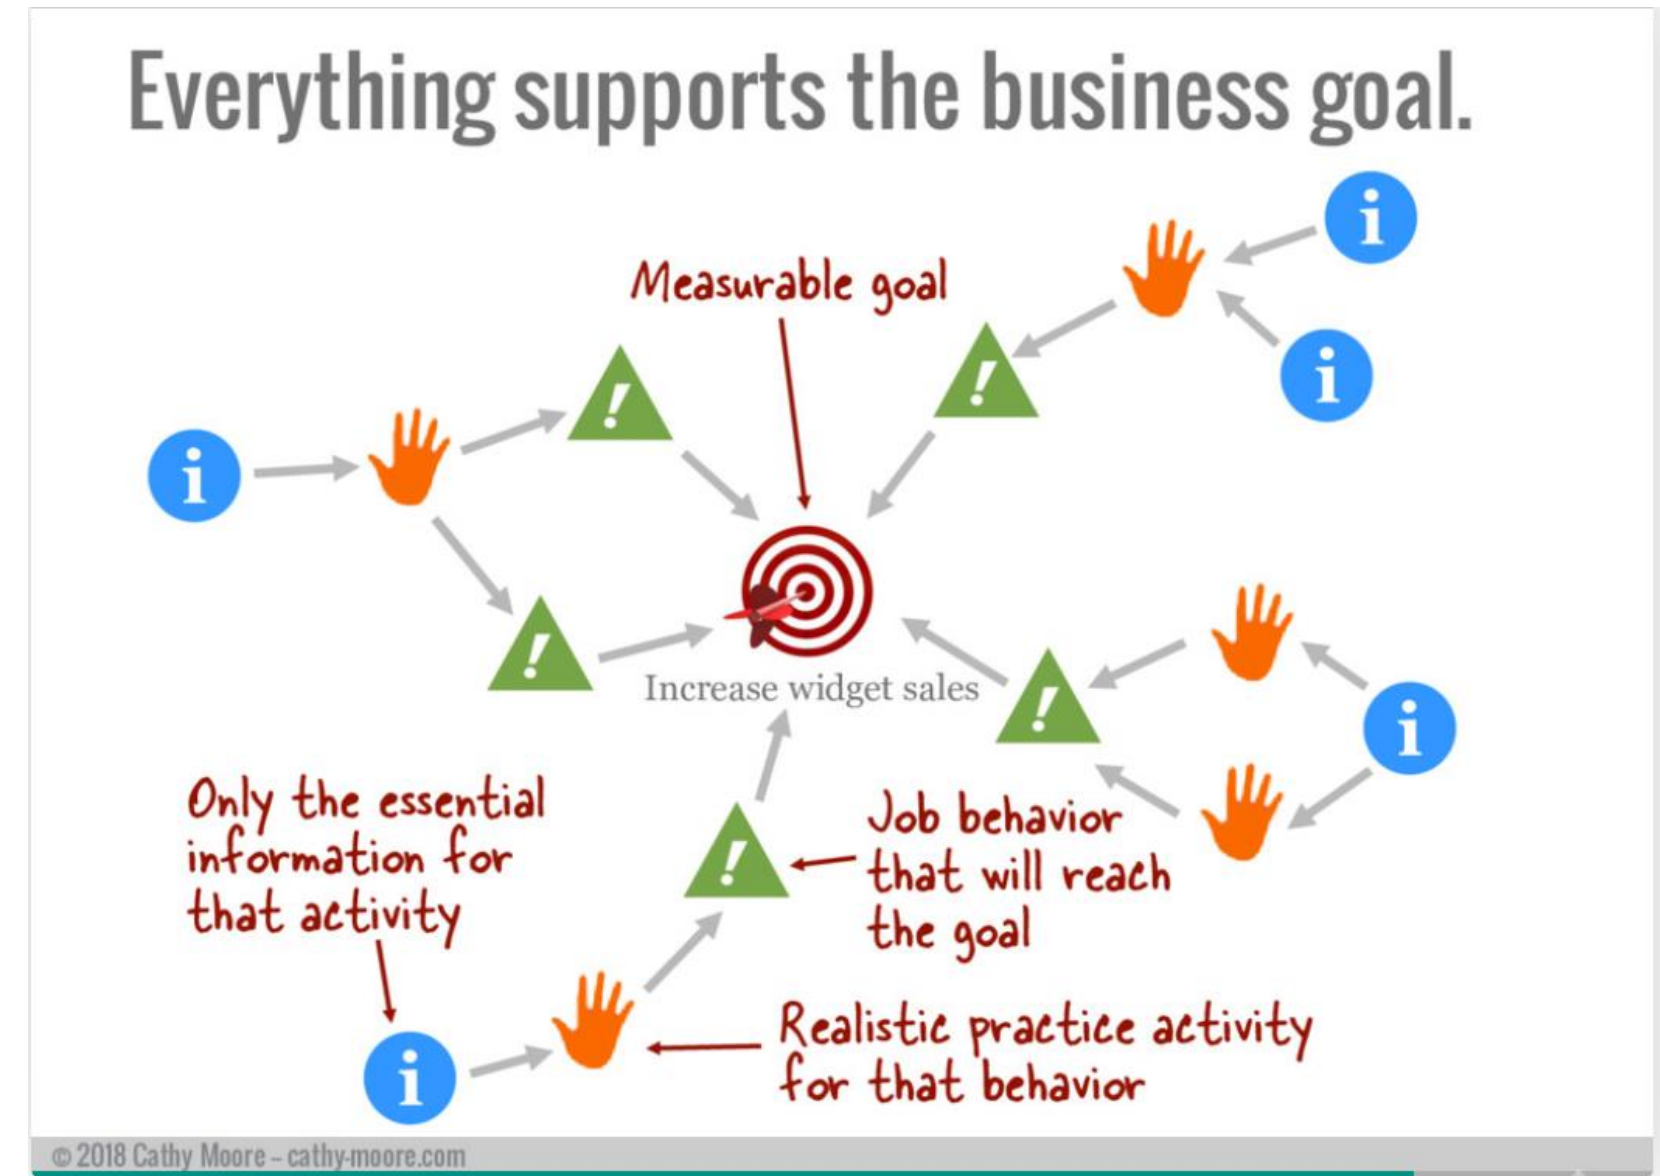 Everything supports the business goal.
Measurable goal
i
i
i
!
!
!
Increase widget sales
!
i
Only the essential
information for
that activity
!
Job behavior
that will reach
the goal
Realistic practice activity
for that behavior
i
© 2018 Cathy Moore – cathy-moore.com